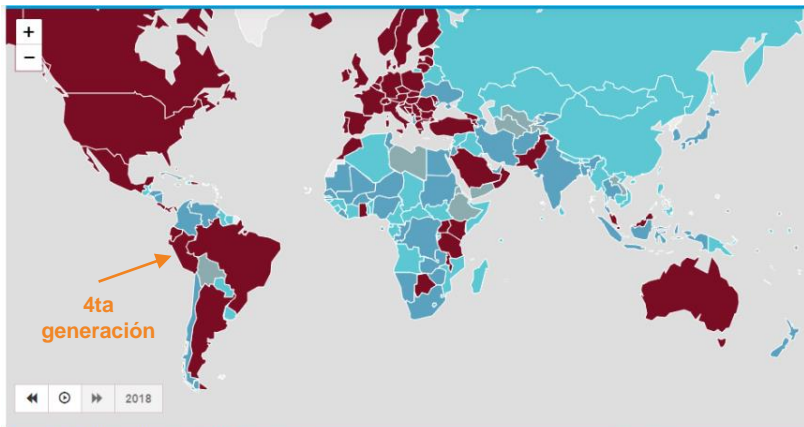 +
−
4ta
generación
2018